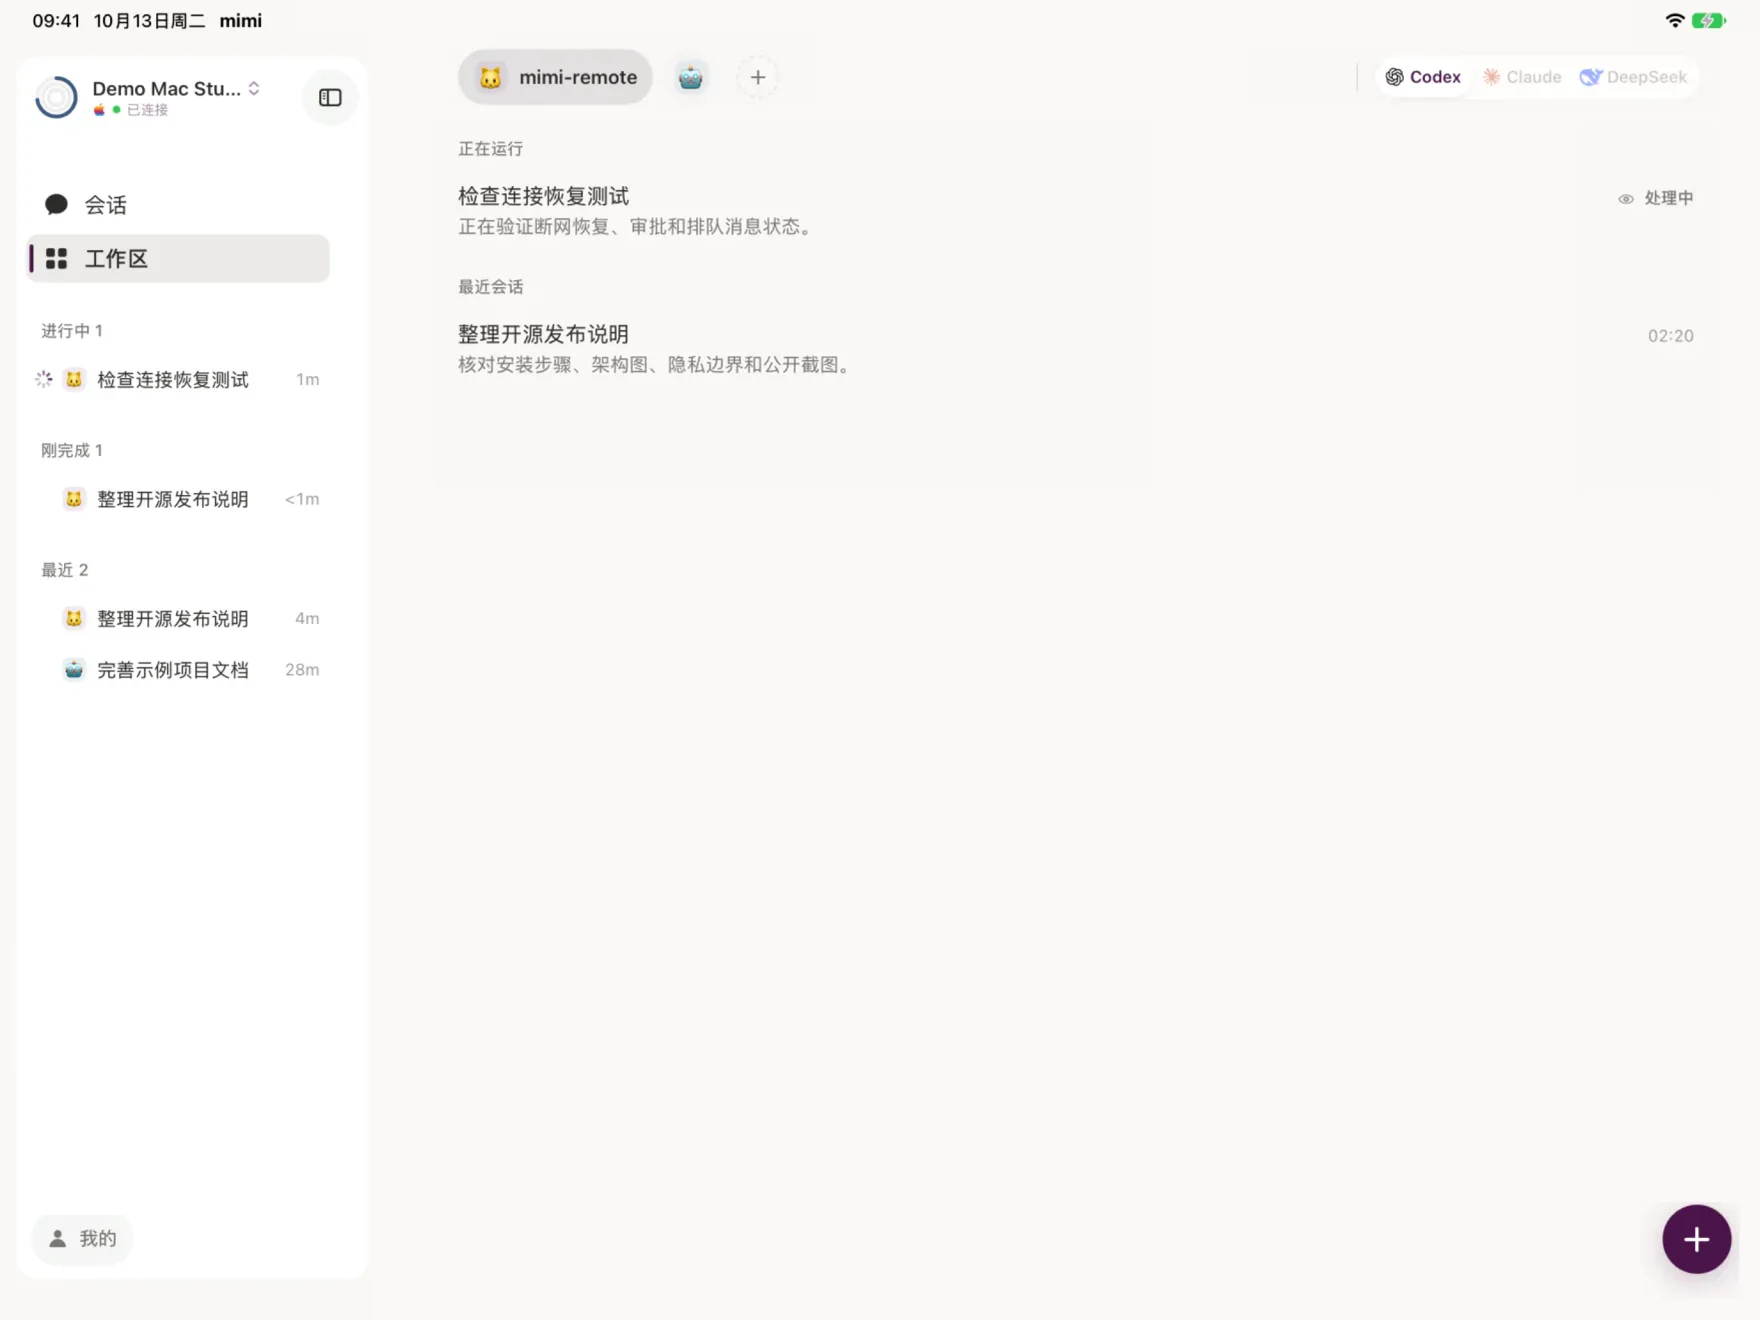 09:41 10月13日周二 mimi
Demo Mac Stu...
已连接
会话
工作区
进行中 1
检查连接恢复测试 1m
刚完成 1
整理开源发布说明 <1m
最近 2
整理开源发布说明 4m
完善示例项目文档 28m
我的
mimi-remote
Codex Claude DeepSeek
正在运行
检查连接恢复测试 处理中
正在验证断网恢复、审批和排队消息状态。
最近会话
整理开源发布说明 02:20
核对安装步骤、架构图、隐私边界和公开截图。